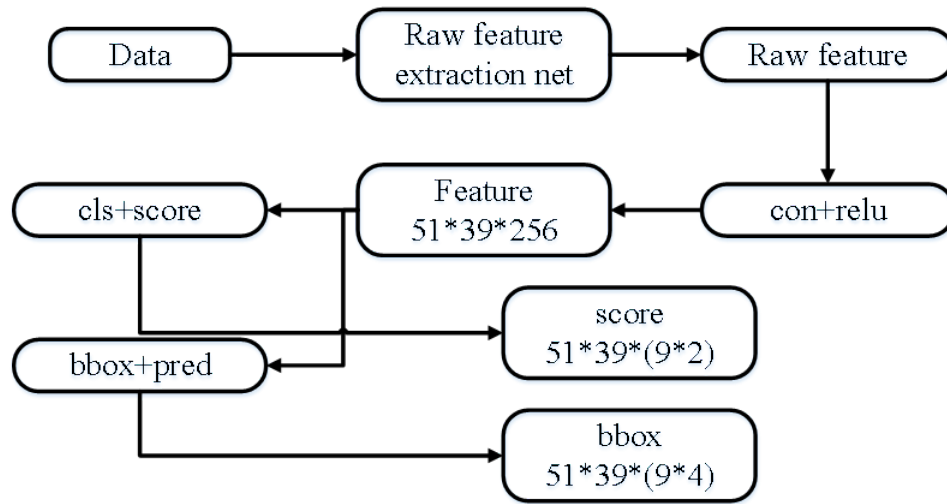 Data
Raw feature
extraction net
Raw feature
cls+score
Feature
51*39*256
con+relu
score
51*39*(9*2)
bbox+pred
bbox
51*39*(9*4)